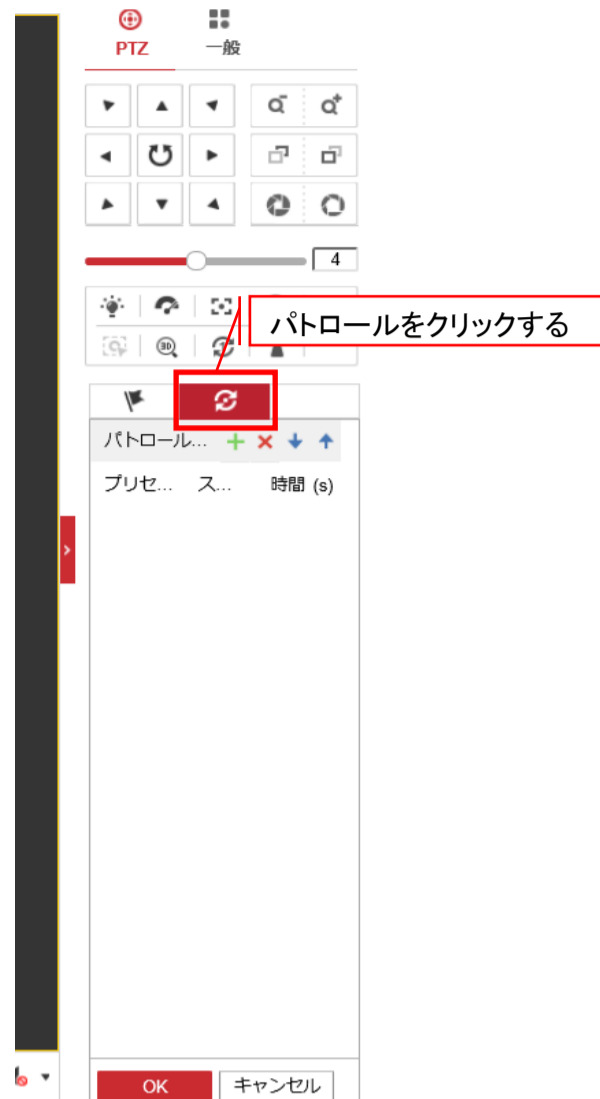 PTZ 一般
4
3D
パトロールをクリックする
パトロール...
プリセ... ス... 時間 (s)
OK キャンセル